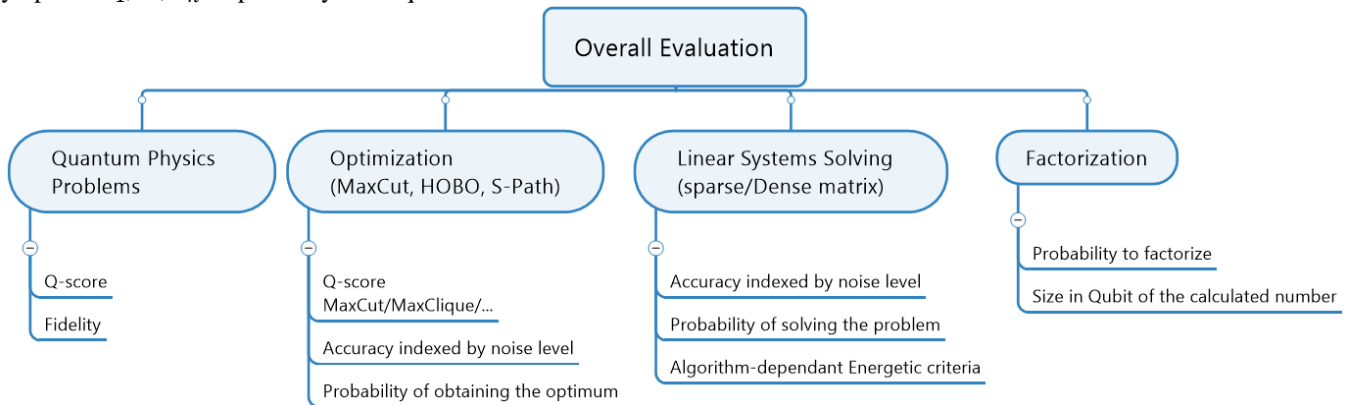 Overall Evaluation
Quantum Physics
Problems
Q-score
Fidelity
Optimization
(MaxCut, HOBO, S-Path)
Q-score
MaxCut/MaxClique/...
Accuracy indexed by noise level
Probability of obtaining the optimum
Linear Systems Solving
(sparse/Dense matrix)
Accuracy indexed by noise level
Probability of solving the problem
Algorithm-dependant Energetic criteria
Factorization
Probability to factorize
Size in Qubit of the calculated number